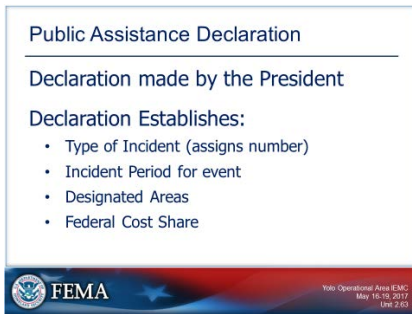 Public Assistance Declaration
Declaration made by the President
Declaration Establishes:
• Type of Incident (assigns number)
• Incident Period for event
• Designated Areas
• Federal Cost Share
FEMA
Yolo Operational Area IEMC
May 16-19, 2017
Unit 2.63